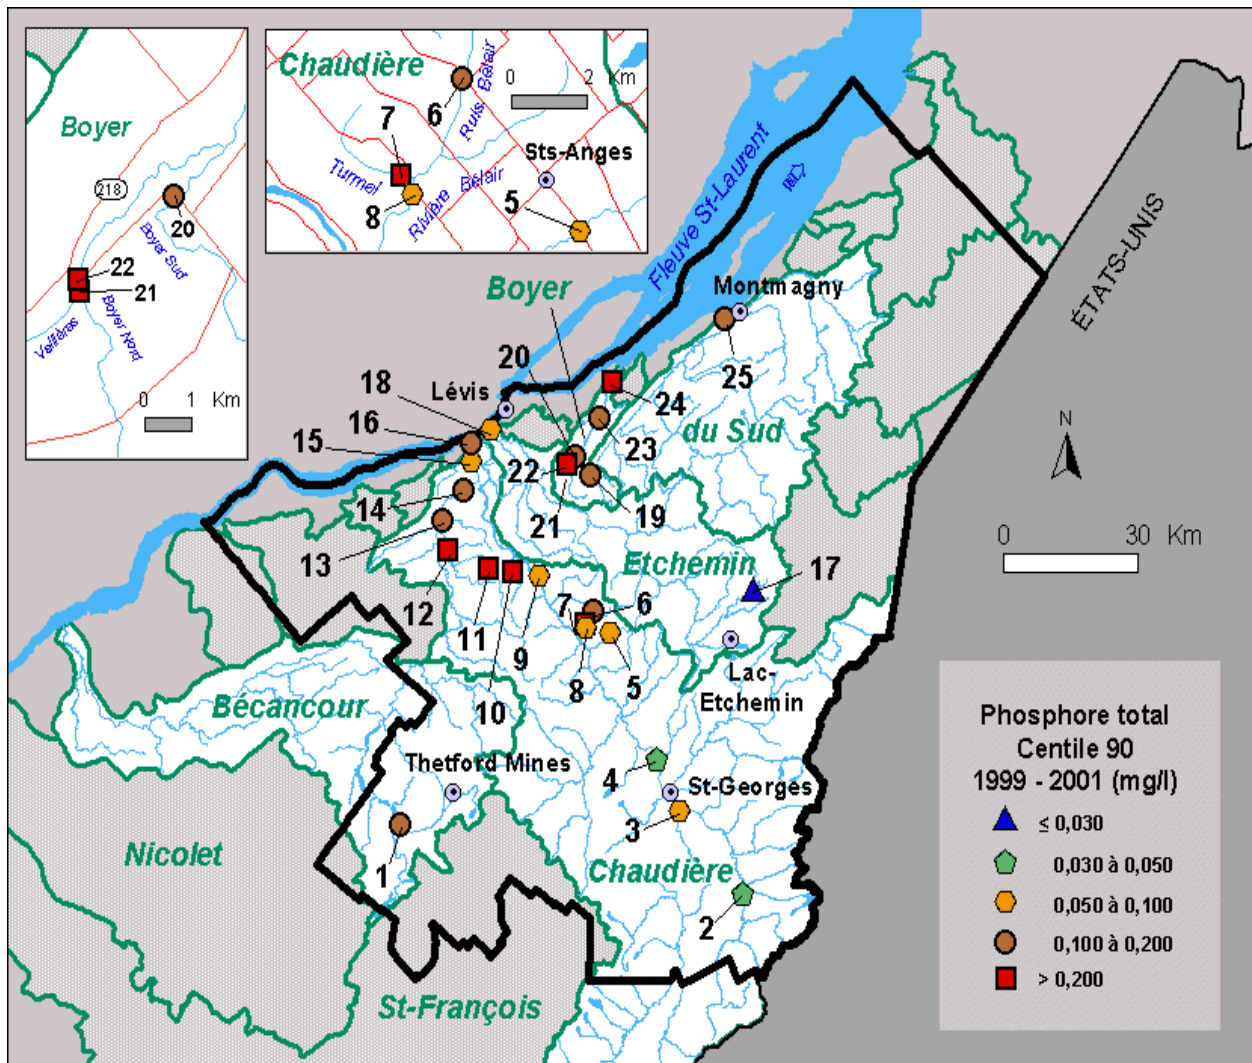 Boyer
218
20
Boyer Sud
22
21
Boyer Nord
0 1 Km
Chaudière
0 2 Km
6
Ruis. Bélair
7
Sts-Anges
Turmel
8
Rivière Bélair
5
Fleuve St-Laurent
ÉTATS-UNIS
Boyer
Montmagny
20
25
18
Lévis
24
16
23
du Sud
15
22
N
14
21
19
0 30 Km
13
Etchemin
17
12
7
6
11
9
8
5
Lac-
Etchemin
Bécancour
10
Thetford Mines
4
St-Georges
3
Nicolet
1
Chaudière
2
St-François
Phosphore total
Centile 90
1999 - 2001 (mg/l)
≤ 0,030
0,030 à 0,050
0,050 à 0,100
0,100 à 0,200
> 0,200